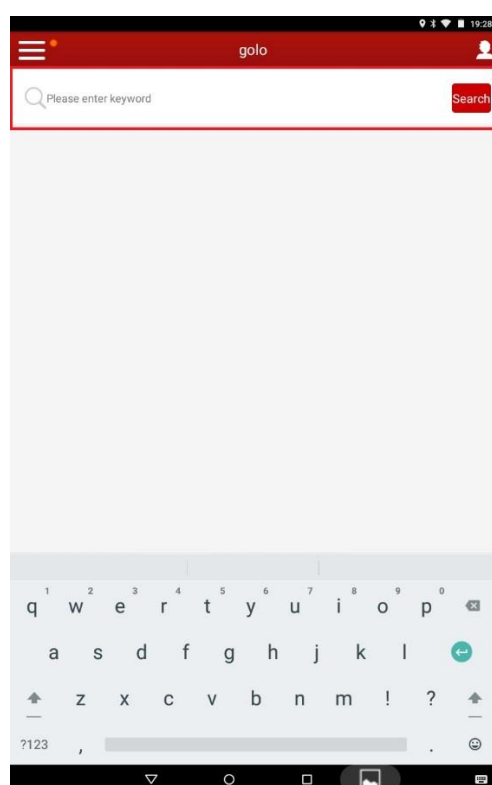 19:28
golo
Please enter keyword
Search
q 1 w 2 e 3 r 4 t 5 y 6 u 7 i 8 o 9 p 0
a s d f g h j k l
z x c v b n m ! ?
?123 , .